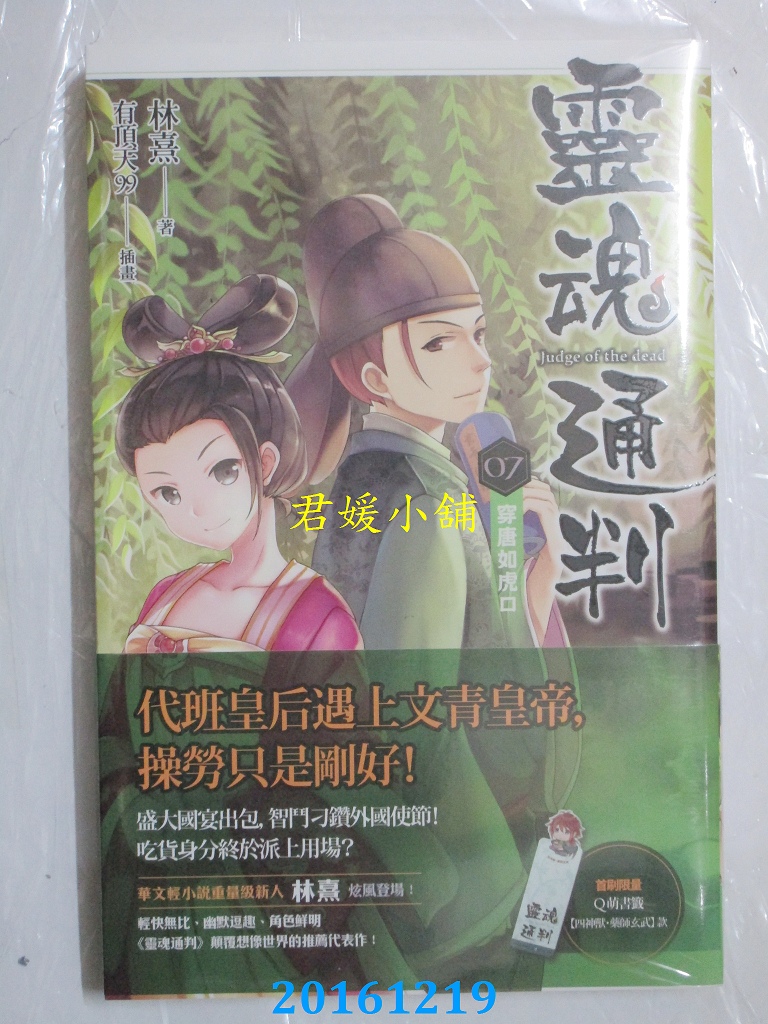 靈魂通判
Judge of the dead
07
穿唐如虎口
林熹——著
有頂天99——插畫
君媛小舖
代班皇后遇上文青皇帝,
操勞只是剛好!
盛大國宴出包, 智鬥刁鑽外國使節!
吃貨身分終於派上用場?
華文輕小說重量級新人 林熹 炫風登場!
輕快無比、幽默逗趣、角色鮮明
《靈魂通判》顛覆想像世界的推薦代表作!
靈魂
通判
首刷限量
Q萌書籤
【四神獸·藥師玄武】款
20161219